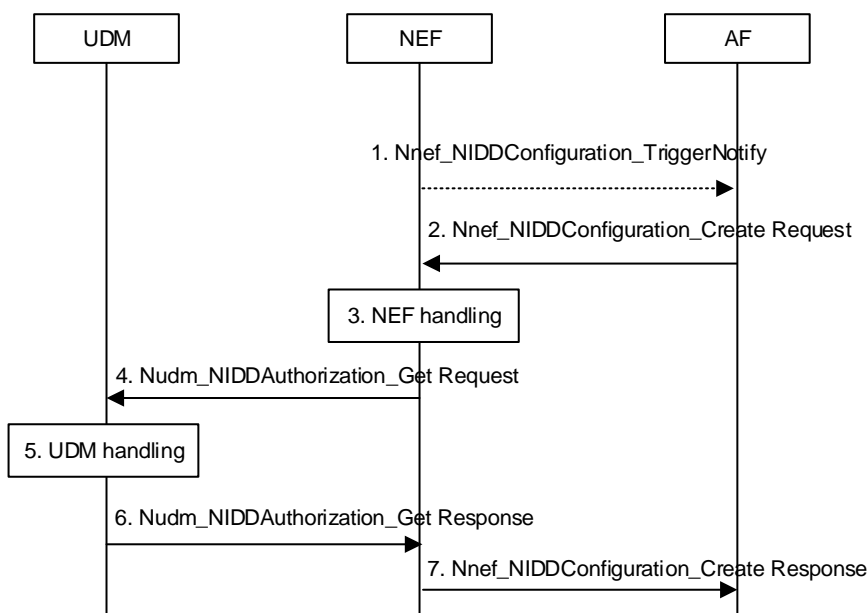 UDM
NEF
AF
1. Nnef_NIDDConfiguration_TriggerNotify
2. Nnef_NIDDConfiguration_Create Request
3. NEF handling
4. Nudm_NIDDAuthorization_Get Request
5. UDM handling
6. Nudm_NIDDAuthorization_Get Response
7. Nnef_NIDDConfiguration_Create Response